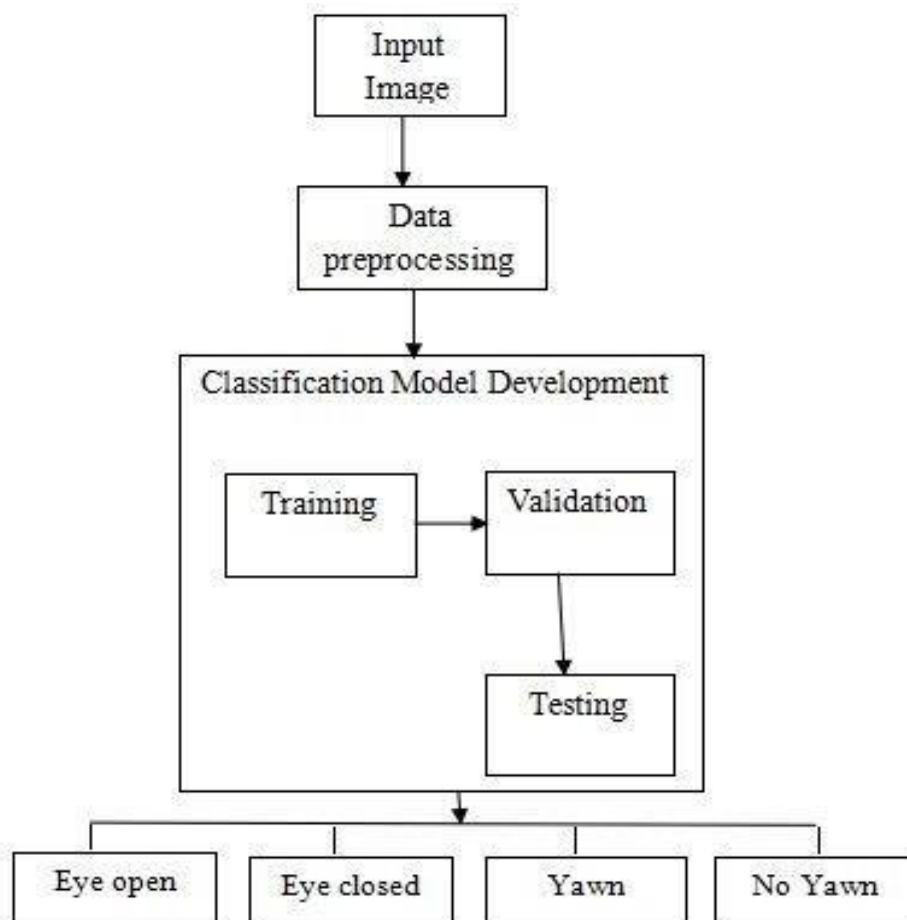 Input
Image
Data
preprocessing
Classification Model Development
Training
Validation
Testing
Eye open
Eye closed
Yawn
No Yawn